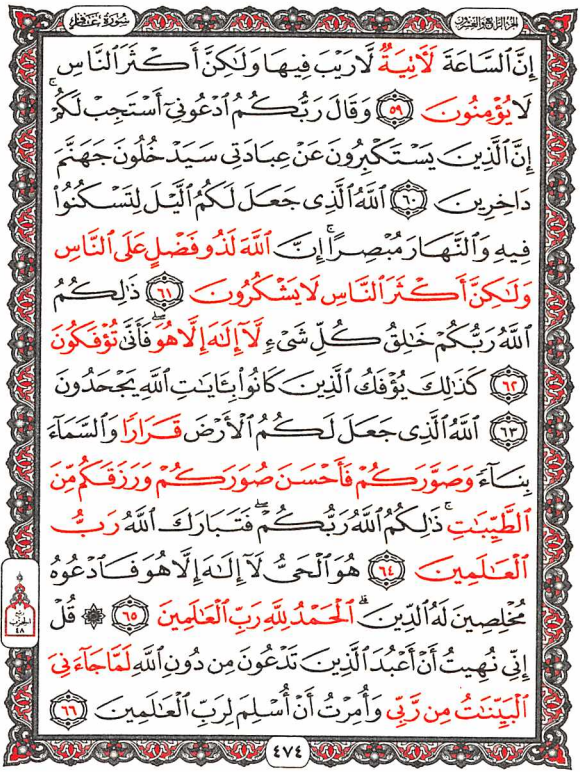 سورة غافر
الجزء الرابع والعشرون
إِنَّ ٱلسَّاعَةَ لَأٓتِيَةٌ لَّا رَيْبَ فِيهَا وَلَـٰكِنَّ أَكْثَرَ ٱلنَّاسِ
لَا يُؤْمِنُونَ ٥٩ وَقَالَ رَبُّكُمُ ٱدْعُونِىٓ أَسْتَجِبْ لَكُمْۚ
إِنَّ ٱلَّذِينَ يَسْتَكْبِرُونَ عَنْ عِبَادَتِى سَيَدْخُلُونَ جَهَنَّمَ
دَاخِرِينَ ٦٠ ٱللَّهُ ٱلَّذِى جَعَلَ لَكُمُ ٱلَّيْلَ لِتَسْكُنُوا۟
فِيهِ وَٱلنَّهَارَ مُبْصِرًاۚ إِنَّ ٱللَّهَ لَذُو فَضْلٍ عَلَى ٱلنَّاسِ
وَلَـٰكِنَّ أَكْثَرَ ٱلنَّاسِ لَا يَشْكُرُونَ ٦١ ذَٰلِكُمُ
ٱللَّهُ رَبُّكُمْ خَـٰلِقُ كُلِّ شَىْءٍ لَّآ إِلَـٰهَ إِلَّا هُوَۖ فَأَنَّىٰ تُؤْفَكُونَ
٦٢ كَذَٰلِكَ يُؤْفَكُ ٱلَّذِينَ كَانُوا۟ بِـَٔايَـٰتِ ٱللَّهِ يَجْحَدُونَ
٦٣ ٱللَّهُ ٱلَّذِى جَعَلَ لَكُمُ ٱلْأَرْضَ قَرَارًا وَٱلسَّمَآءَ
بِنَآءً وَصَوَّرَكُمْ فَأَحْسَنَ صُوَرَكُمْ وَرَزَقَكُم مِّنَ
ٱلطَّيِّبَـٰتِۚ ذَٰلِكُمُ ٱللَّهُ رَبُّكُمْۖ فَتَبَارَكَ ٱللَّهُ رَبُّ
ٱلْعَـٰلَمِينَ ٦٤ هُوَ ٱلْحَىُّ لَآ إِلَـٰهَ إِلَّا هُوَ فَٱدْعُوهُ
مُخْلِصِينَ لَهُ ٱلدِّينَۗ ٱلْحَمْدُ لِلَّهِ رَبِّ ٱلْعَـٰلَمِينَ ٦٥ ۞ قُلْ
إِنِّى نُهِيتُ أَنْ أَعْبُدَ ٱلَّذِينَ تَدْعُونَ مِن دُونِ ٱللَّهِ لَمَّا جَآءَنِىَ
ٱلْبَيِّنَـٰتُ مِن رَّبِّى وَأُمِرْتُ أَنْ أُسْلِمَ لِرَبِّ ٱلْعَـٰلَمِينَ ٦٦
ربع
الحزب
٤٨
٤٧٤